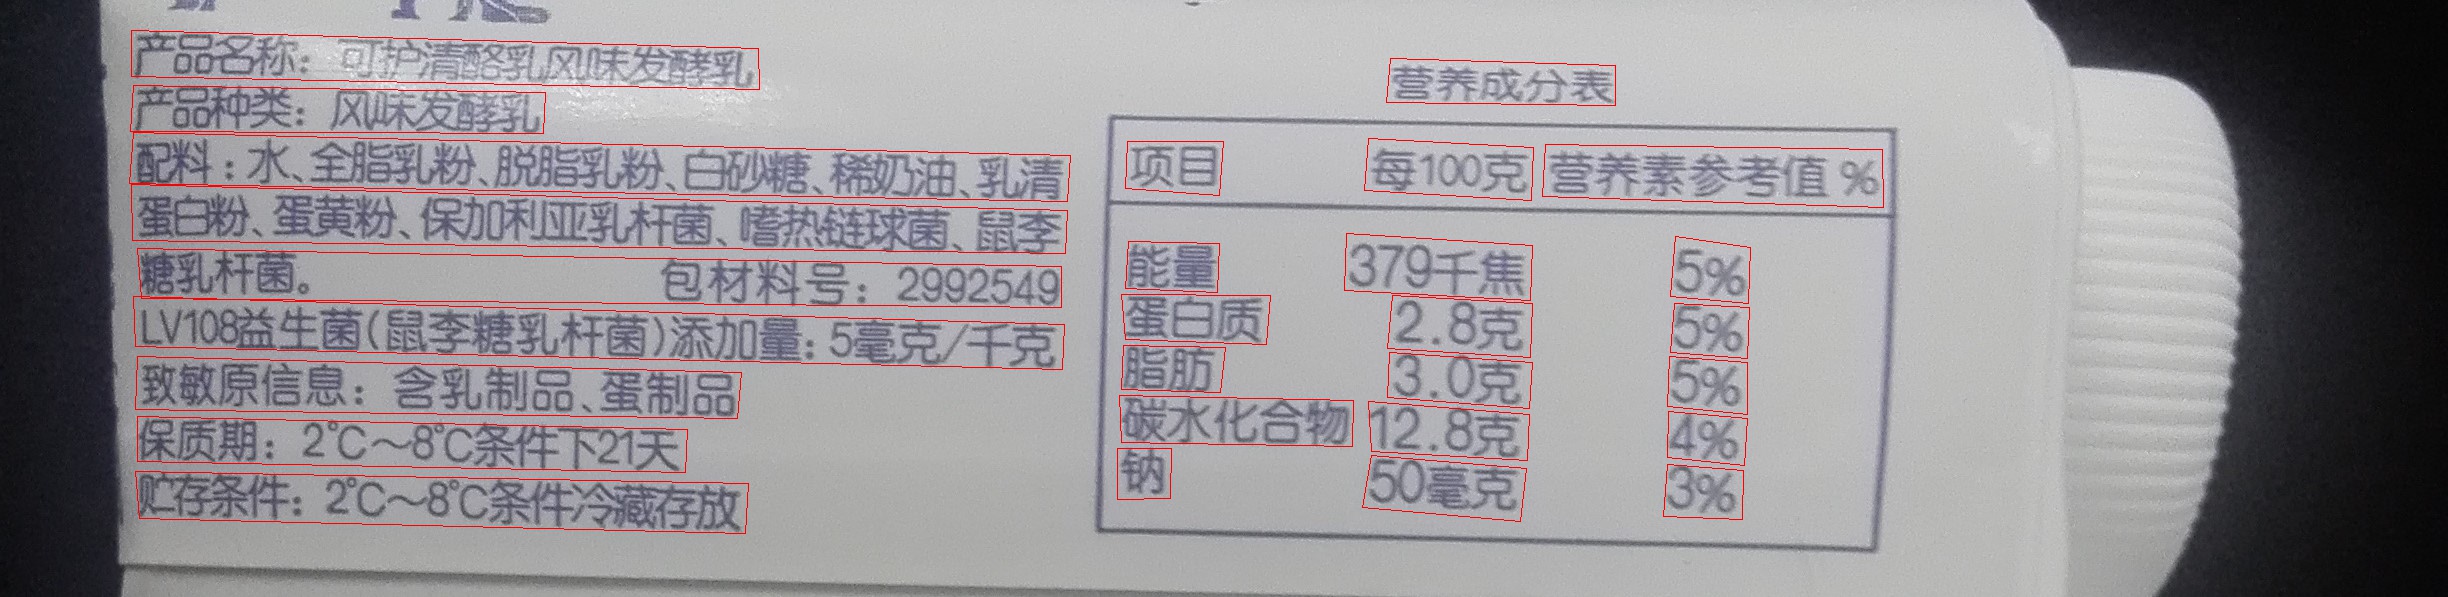 产品名称：可护清酪乳风味发酵乳
产品种类：风味发酵乳
配料：水、全脂乳粉、脱脂乳粉、白砂糖、稀奶油、乳清
蛋白粉、蛋黄粉、保加利亚乳杆菌、嗜热链球菌、鼠李
糖乳杆菌。 包材料号：2992549
LV108益生菌(鼠李糖乳杆菌)添加量：5毫克/千克
致敏原信息：含乳制品、蛋制品
保质期：2℃～8℃条件下21天
贮存条件：2℃～8℃条件冷藏存放
营养成分表
项目 每100克 营养素参考值 %
能量 379千焦 5%
蛋白质 2.8克 5%
脂肪 3.0克 5%
碳水化合物 12.8克 4%
钠 50毫克 3%